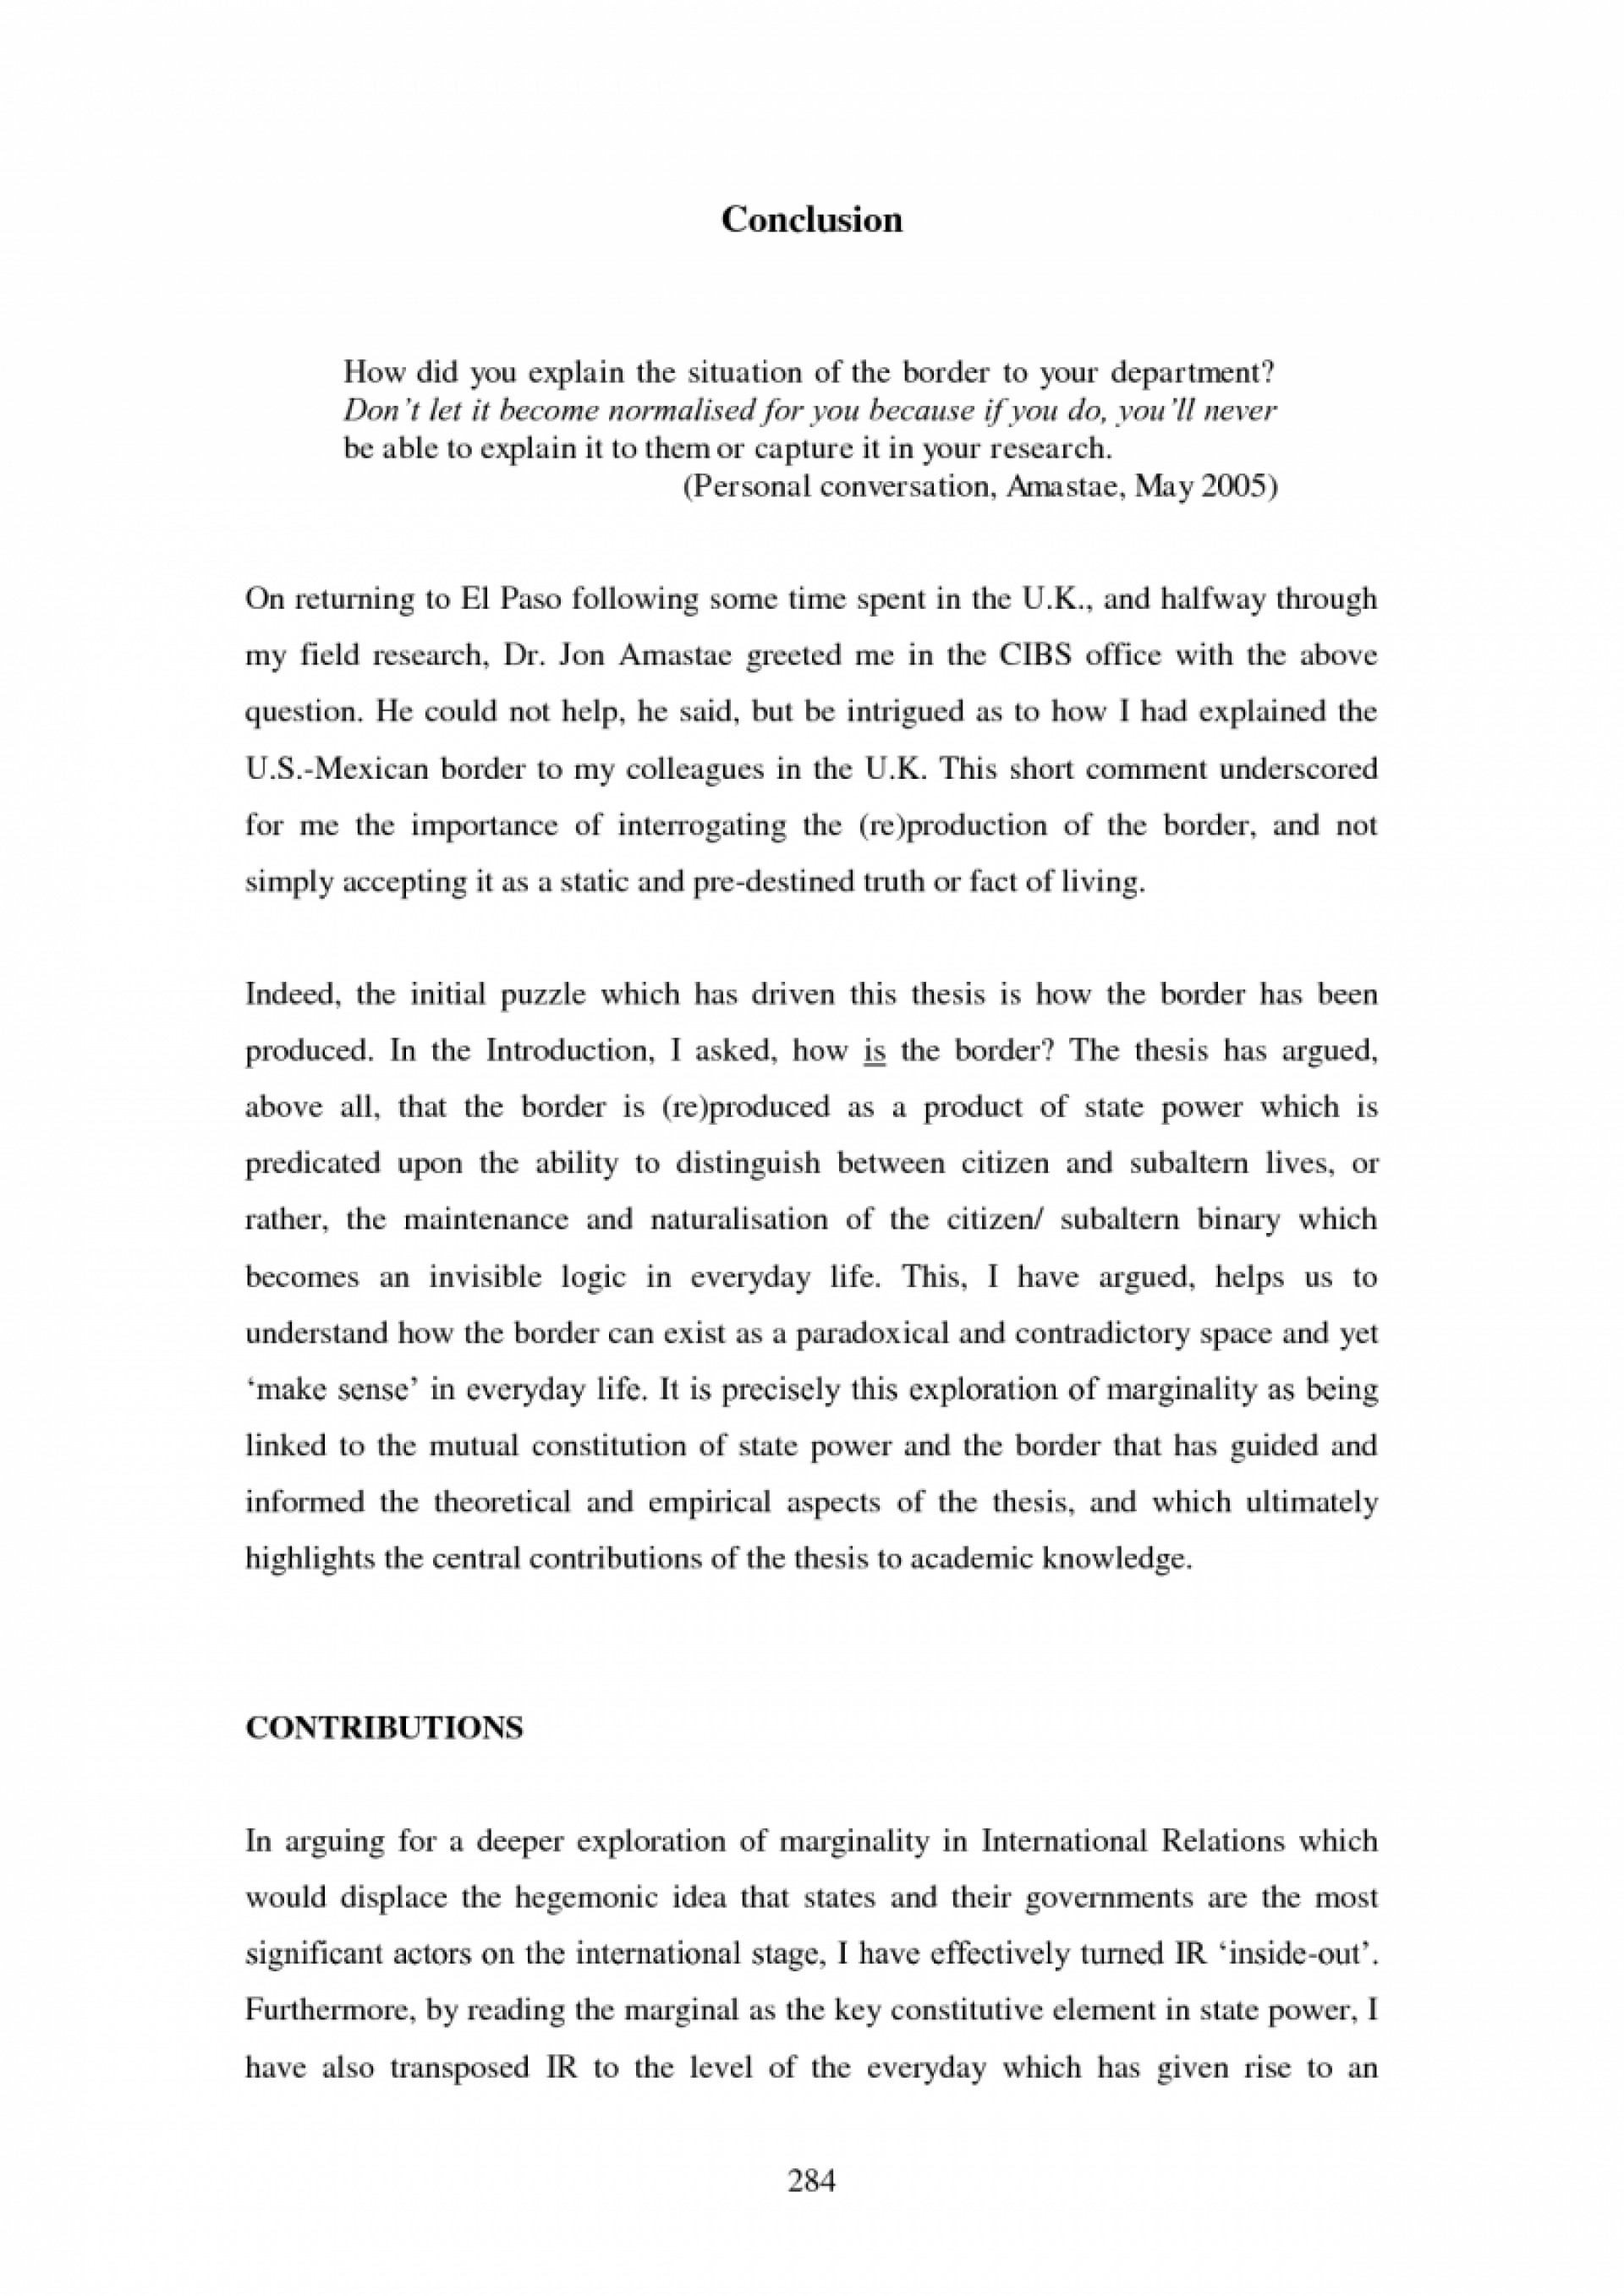 Conclusion
How did you explain the situation of the border to your department?
Don't let it become normalised for you because if you do, you'll never
be able to explain it to them or capture it in your research.
(Personal conversation, Amastae, May 2005)
On returning to El Paso following some time spent in the U.K., and halfway through
my field research, Dr. Jon Amastae greeted me in the CIBS office with the above
question. He could not help, he said, but be intrigued as to how I had explained the
U.S.-Mexican border to my colleagues in the U.K. This short comment underscored
for me the importance of interrogating the (re)production of the border, and not
simply accepting it as a static and pre-destined truth or fact of living.
Indeed, the initial puzzle which has driven this thesis is how the border has been
produced. In the Introduction, I asked, how is the border? The thesis has argued,
above all, that the border is (re)produced as a product of state power which is
predicated upon the ability to distinguish between citizen and subaltern lives, or
rather, the maintenance and naturalisation of the citizen/ subaltern binary which
becomes an invisible logic in everyday life. This, I have argued, helps us to
understand how the border can exist as a paradoxical and contradictory space and yet
‘make sense’ in everyday life. It is precisely this exploration of marginality as being
linked to the mutual constitution of state power and the border that has guided and
informed the theoretical and empirical aspects of the thesis, and which ultimately
highlights the central contributions of the thesis to academic knowledge.
CONTRIBUTIONS
In arguing for a deeper exploration of marginality in International Relations which
would displace the hegemonic idea that states and their governments are the most
significant actors on the international stage, I have effectively turned IR ‘inside-out’.
Furthermore, by reading the marginal as the key constitutive element in state power, I
have also transposed IR to the level of the everyday which has given rise to an
284